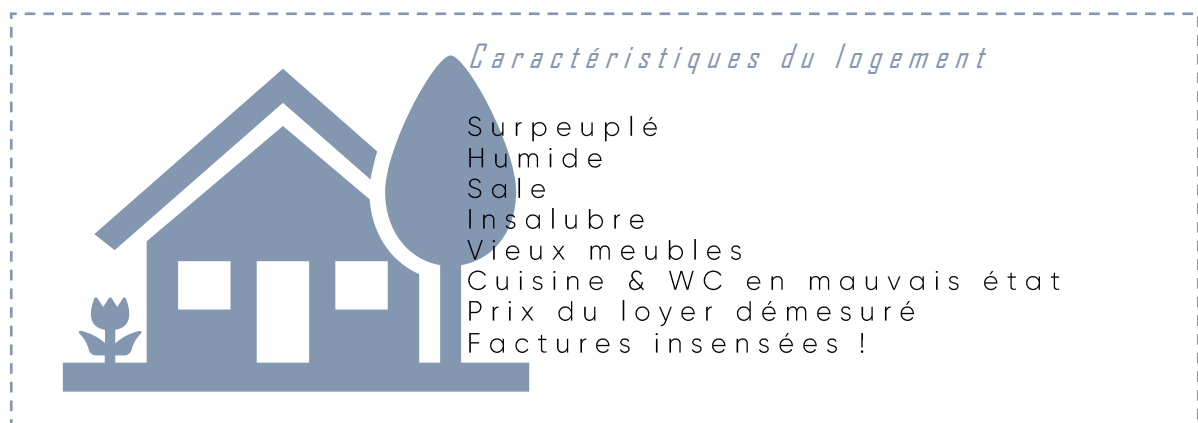 Caractéristiques du logement
Surpeuplé
Humide
Sale
Insalubre
Vieux meubles
Cuisine & WC en mauvais état
Prix du loyer démesuré
Factures insensées !